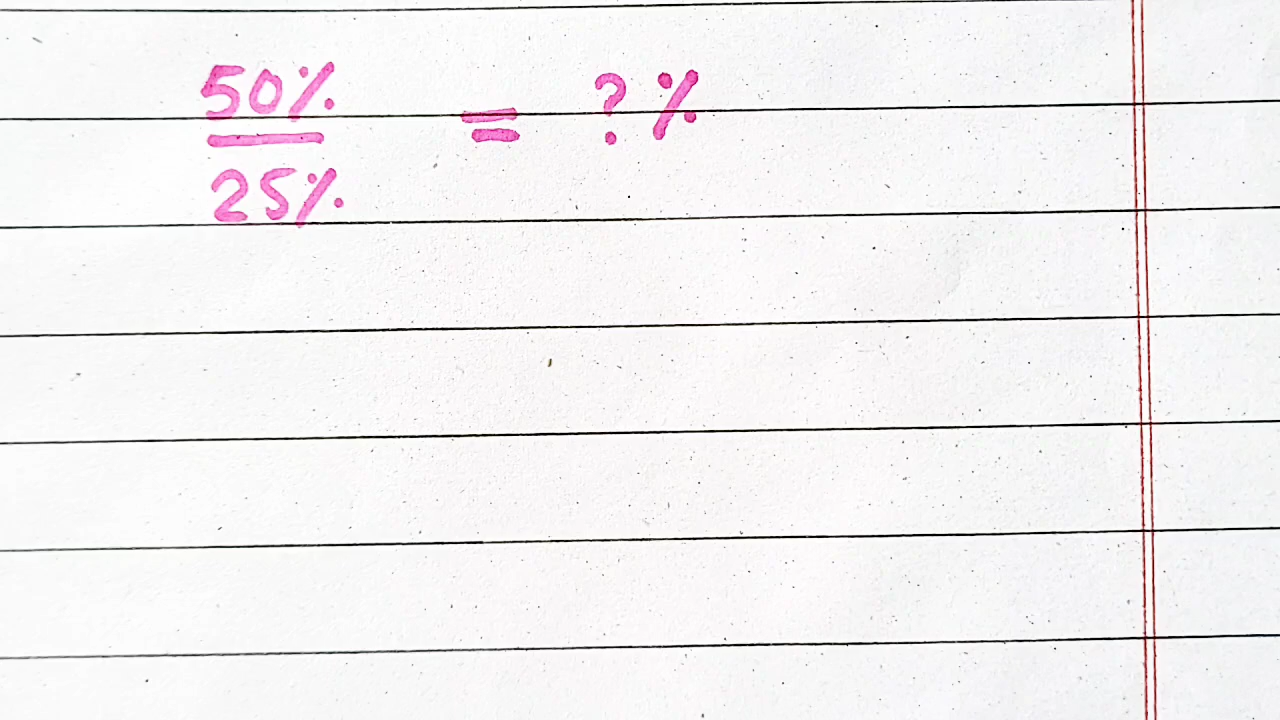 50%
= ? %
25%